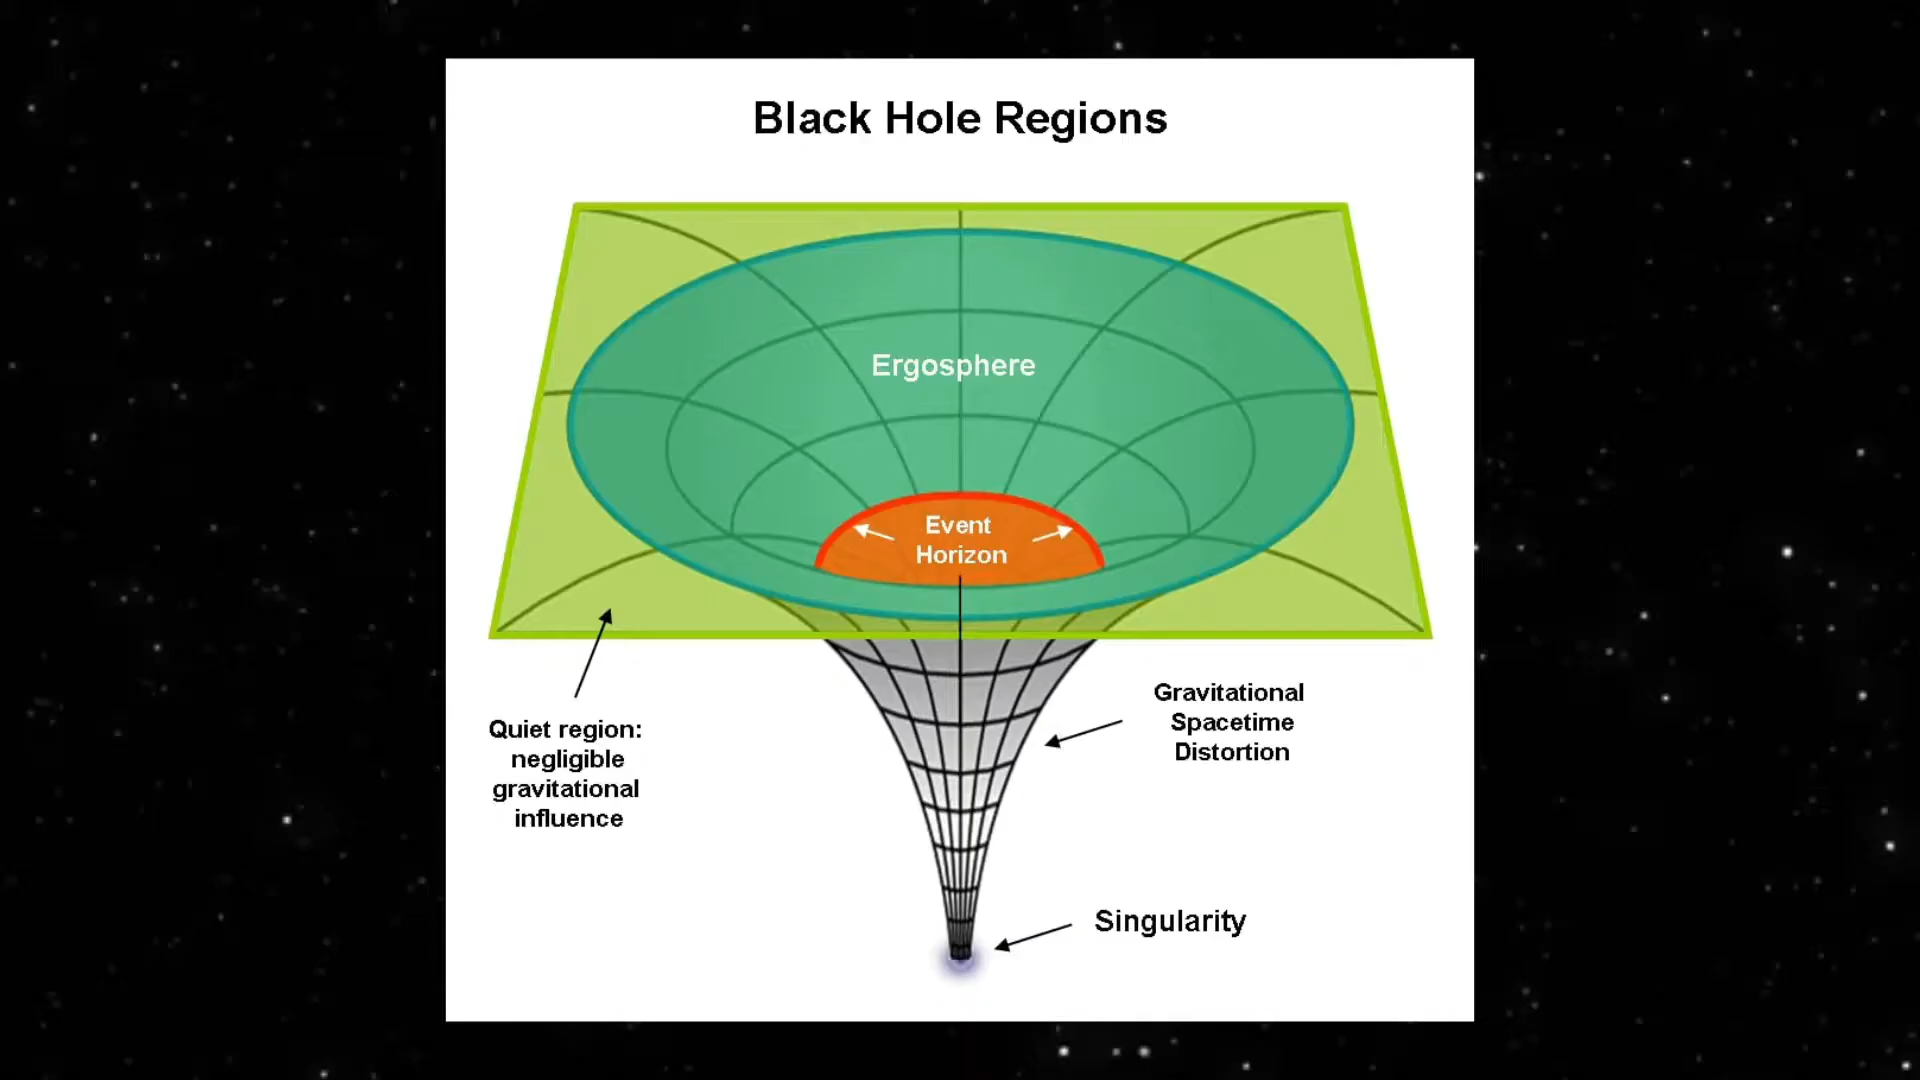 Black Hole Regions
Ergosphere
Event
Horizon
Quiet region:
negligible
gravitational
influence
Gravitational
Spacetime
Distortion
Singularity